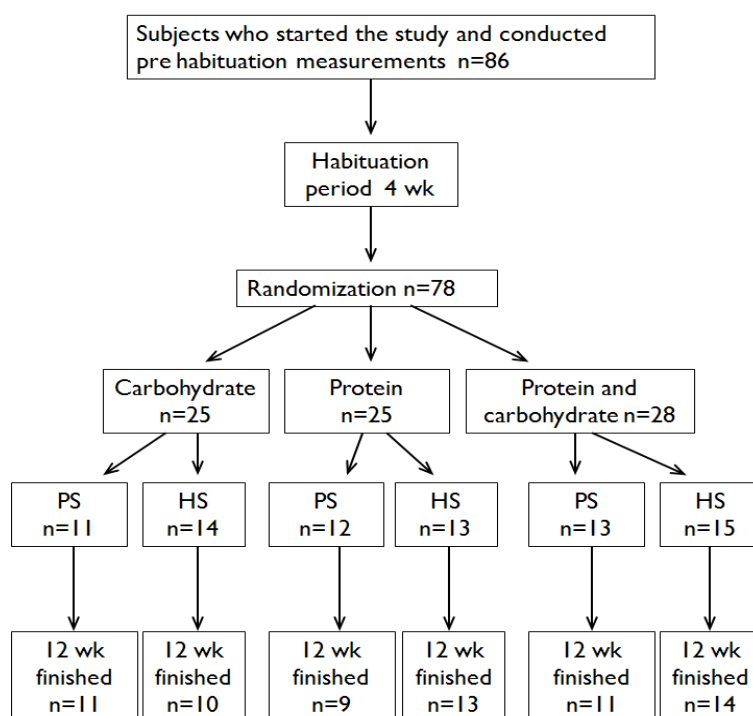 Subjects who started the study and conducted
pre habituation measurements n=86
Habituation
period 4 wk
Randomization n=78
Carbohydrate
n=25
Protein
n=25
Protein and
carbohydrate n=28
PS
n=11
HS
n=14
PS
n=12
HS
n=13
PS
n=13
HS
n=15
12 wk
finished
n=11
12 wk
finished
n=10
12 wk
finished
n=9
12 wk
finished
n=13
12 wk
finished
n=11
12 wk
finished
n=14